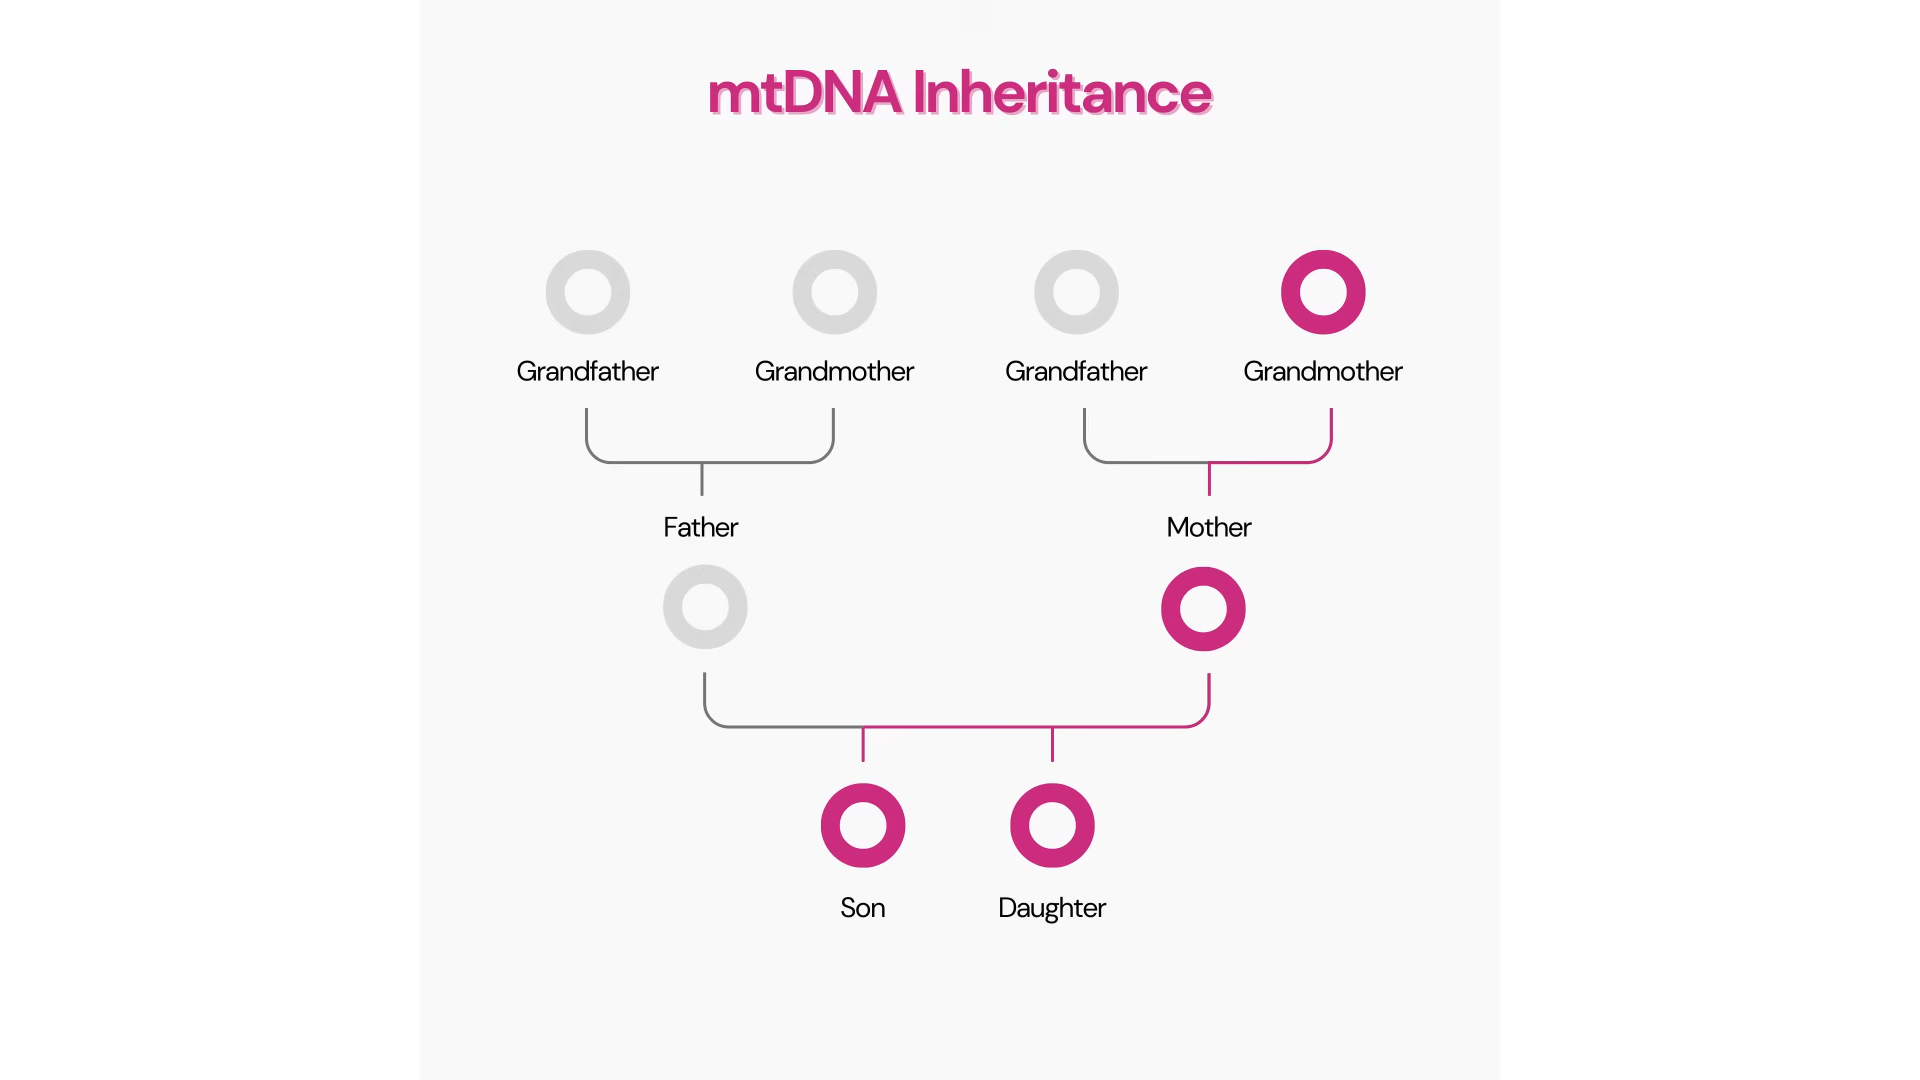 mtDNA Inheritance
Grandfather Grandmother Grandfather Grandmother
Father Mother
Son Daughter